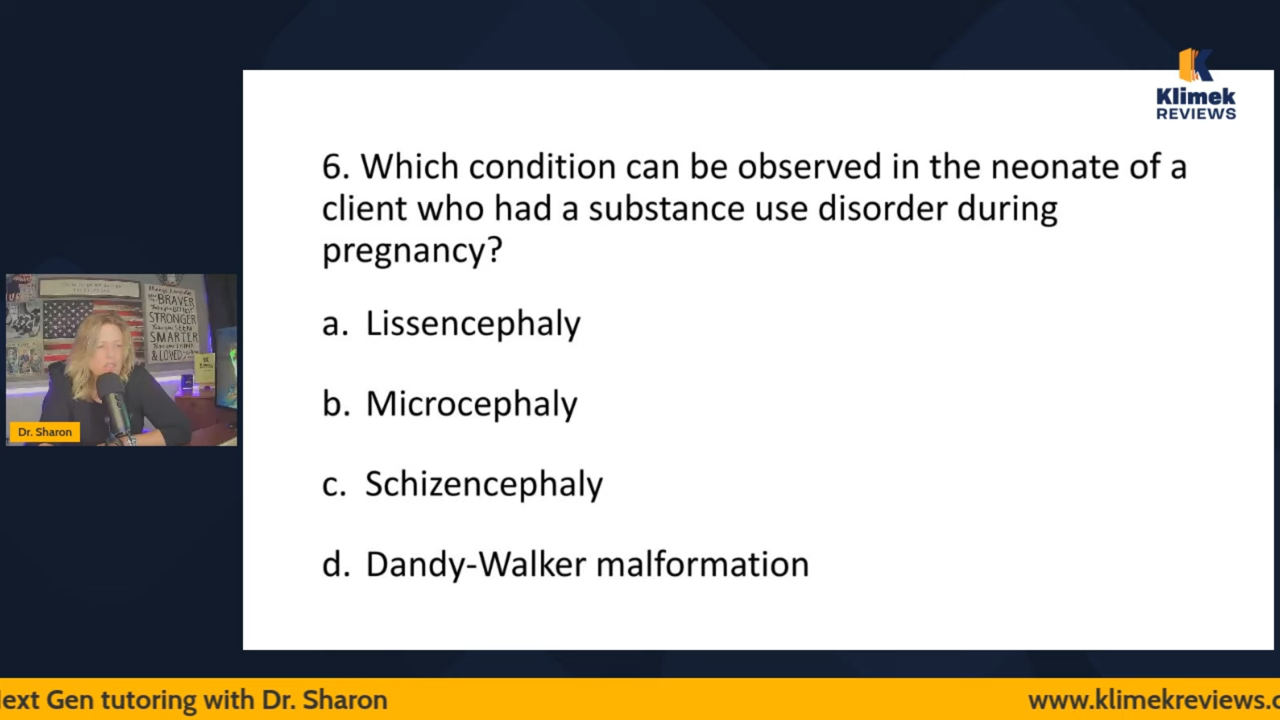 Klimek
REVIEWS
6. Which condition can be observed in the neonate of a
client who had a substance use disorder during
pregnancy?
a. Lissencephaly
b. Microcephaly
c. Schizencephaly
d. Dandy-Walker malformation
BRAVER
STRONGER
SMARTER
& LOVED
Dr. Sharon
ext Gen tutoring with Dr. Sharon
www.klimekreviews.c